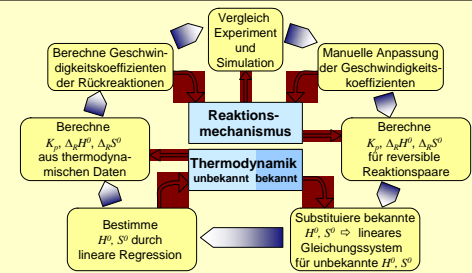 Vergleich
Experiment
und
Simulation
Berechne Geschwin-
digkeitskoeffizienten
der Rückreaktionen
Manuelle Anpassung
der Geschwindigkeits-
koeffizienten
Reaktions-
mechanismus
Berechne
Kp, ΔRH⁰, ΔRS⁰
aus thermodyna-
mischen Daten
Berechne
Kp, ΔRH⁰, ΔRS⁰
für reversible
Reaktionspaare
Thermodynamik
unbekannt bekannt
Bestimme
H⁰, S⁰ durch
lineare Regression
Substituiere bekannte
H⁰, S⁰ ⇨ lineares
Gleichungssystem
für unbekannte H⁰, S⁰